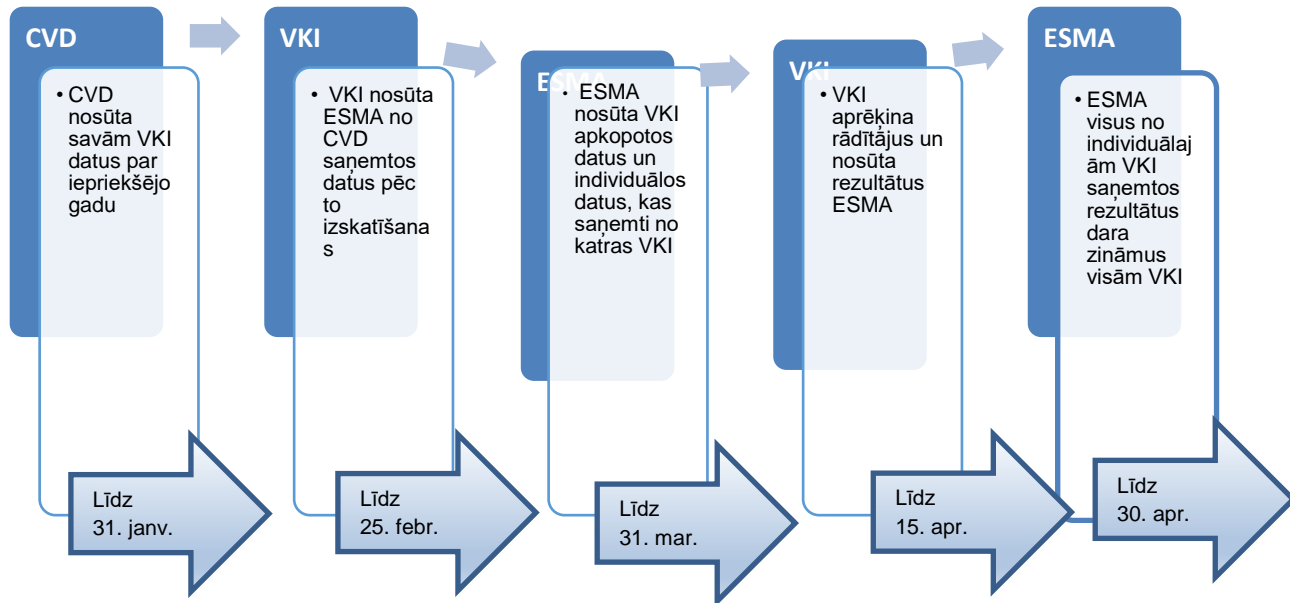 CVD
• CVD
nosūta
savām VKI
datus par
iepriekšējo
gadu
Līdz
31. janv.
VKI
• VKI nosūta
ESMA no
CVD
saņemtos
datus pēc
to
izskatīšana
s
Līdz
25. febr.
ESMA
• ESMA
nosūta VKI
apkopotos
datus un
individuālos
datus, kas
saņemti no
katras VKI
Līdz
31. mar.
VKI
• VKI
aprēķina
rādītājus un
nosūta
rezultātus
ESMA
Līdz
15. apr.
ESMA
• ESMA
visus no
individuālaj
ām VKI
saņemtos
rezultātus
dara
zināmus
visām VKI
Līdz
30. apr.